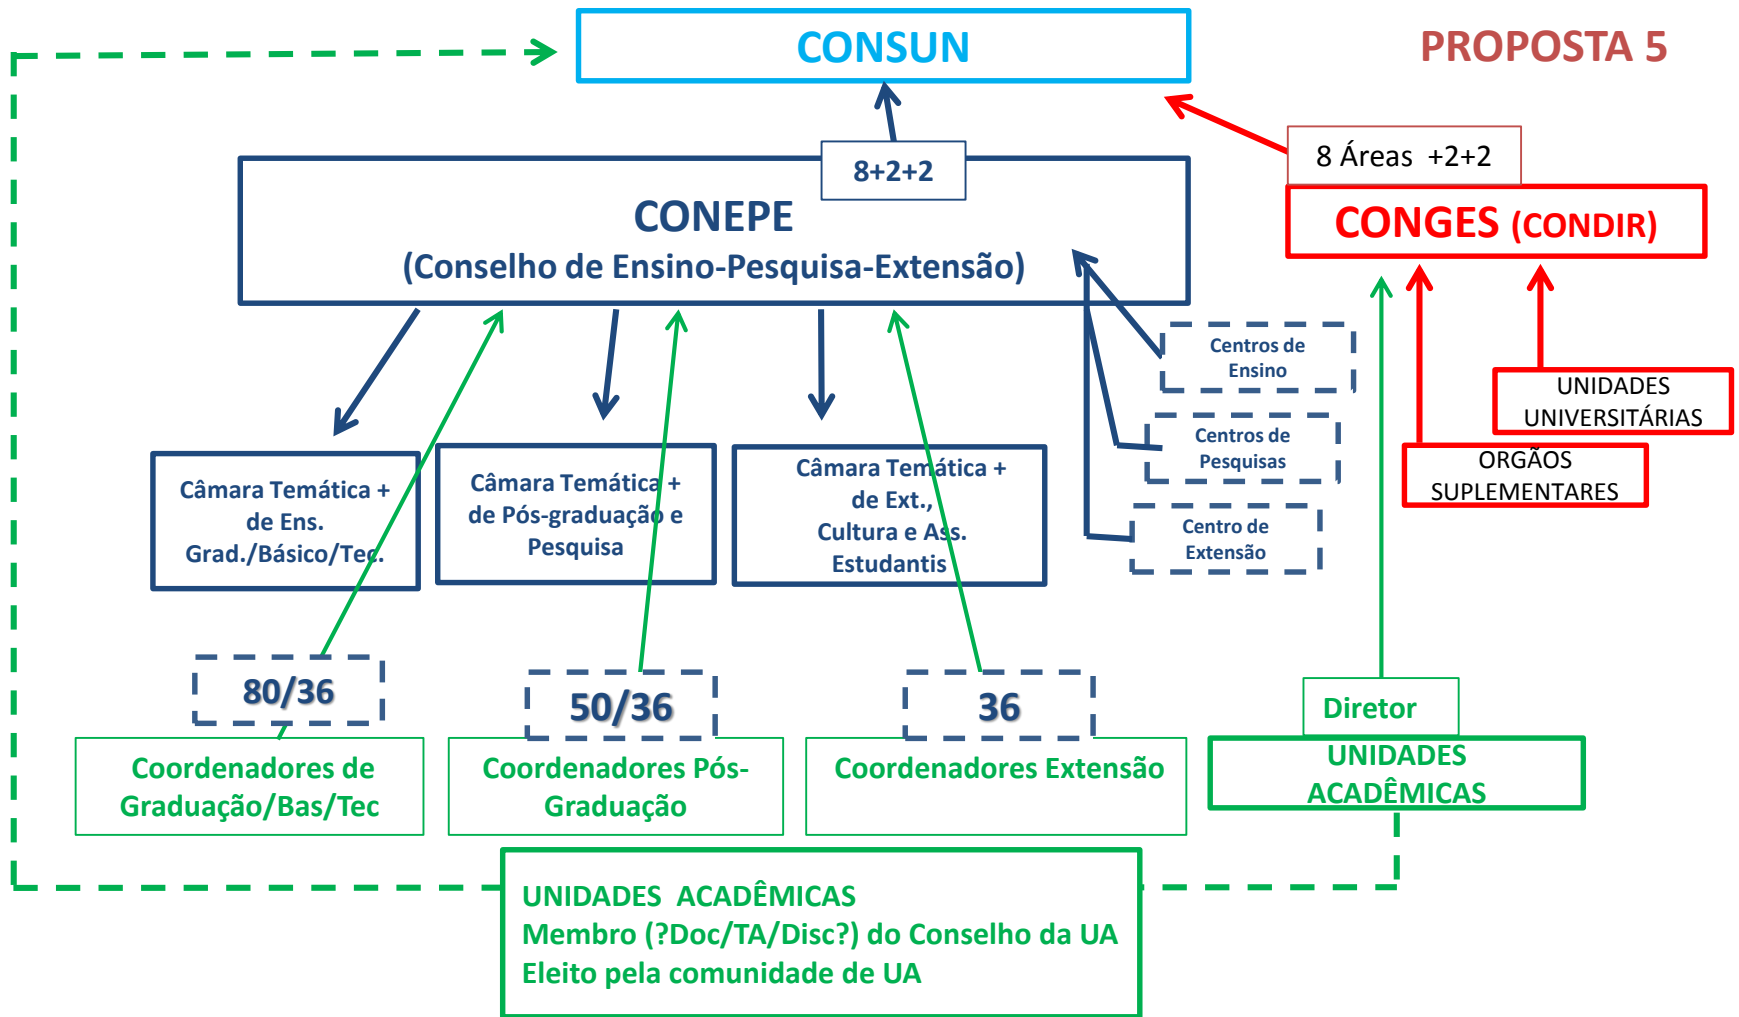 CONSUN
PROPOSTA 5
8+2+2
8 Áreas +2+2
CONEPE
(Conselho de Ensino-Pesquisa-Extensão)
CONGES (CONDIR)
Centros de
Ensino
Centros de
Pesquisas
Centro de
Extensão
UNIDADES
UNIVERSITÁRIAS
ORGÃOS
SUPLEMENTARES
Câmara Temática +
de Ens.
Grad./Básico/Tec.
Câmara Temática +
de Pós-graduação e
Pesquisa
Câmara Temática +
de Ext.,
Cultura e Ass.
Estudantis
80/36
50/36
36
Diretor
Coordenadores de
Graduação/Bas/Tec
Coordenadores Pós-
Graduação
Coordenadores Extensão
UNIDADES
ACADÊMICAS
UNIDADES ACADÊMICAS
Membro (?Doc/TA/Disc?) do Conselho da UA
Eleito pela comunidade de UA